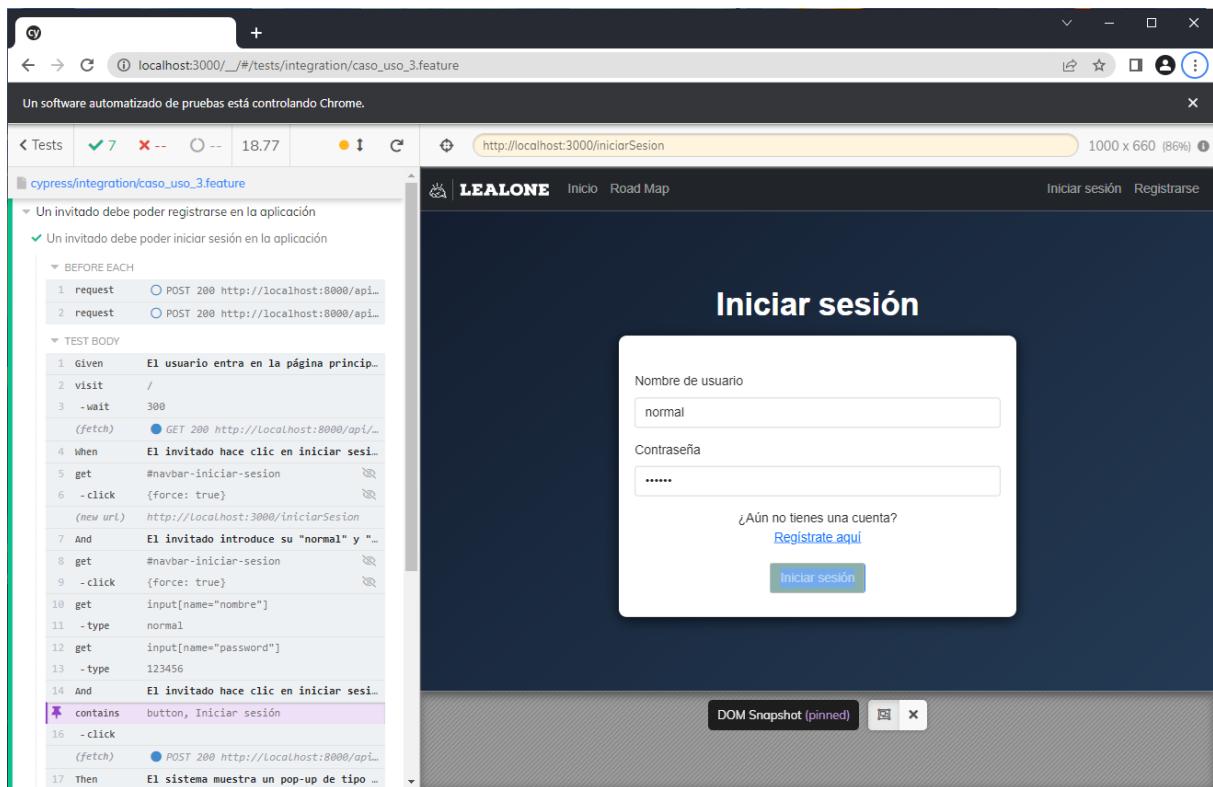 cy
+
localhost:3000/__/#/tests/integration/caso_uso_3.feature
Un software automatizado de pruebas está controlando Chrome.
Tests 7 -- -- 18.77
http://localhost:3000/iniciarSesion 1000 x 660 (86%)
cypress/integration/caso_uso_3.feature
Un invitado debe poder registrarse en la aplicación
Un invitado debe poder iniciar sesión en la aplicación
BEFORE EACH
1 request POST 200 http://localhost:8000/api…
2 request POST 200 http://localhost:8000/api…
TEST BODY
1 Given El usuario entra en la página princip…
2 visit /
3 -wait 300
(fetch) GET 200 http://localhost:8000/api/…
4 When El invitado hace clic en iniciar sesi…
5 get #navbar-iniciar-sesion
6 -click {force: true}
(new url) http://localhost:3000/iniciarSesion
7 And El invitado introduce su "normal" y "…
8 get #navbar-iniciar-sesion
9 -click {force: true}
10 get input[name="nombre"]
11 -type normal
12 get input[name="password"]
13 -type 123456
14 And El invitado hace clic en iniciar sesi…
contains button, Iniciar sesión
16 -click
(fetch) POST 200 http://localhost:8000/api…
17 Then El sistema muestra un pop-up de tipo …
LEALONE Inicio Road Map Iniciar sesión Registrarse
Iniciar sesión
Nombre de usuario
normal
Contraseña
••••••
¿Aún no tienes una cuenta?
Regístrate aquí
Iniciar sesión
DOM Snapshot (pinned)